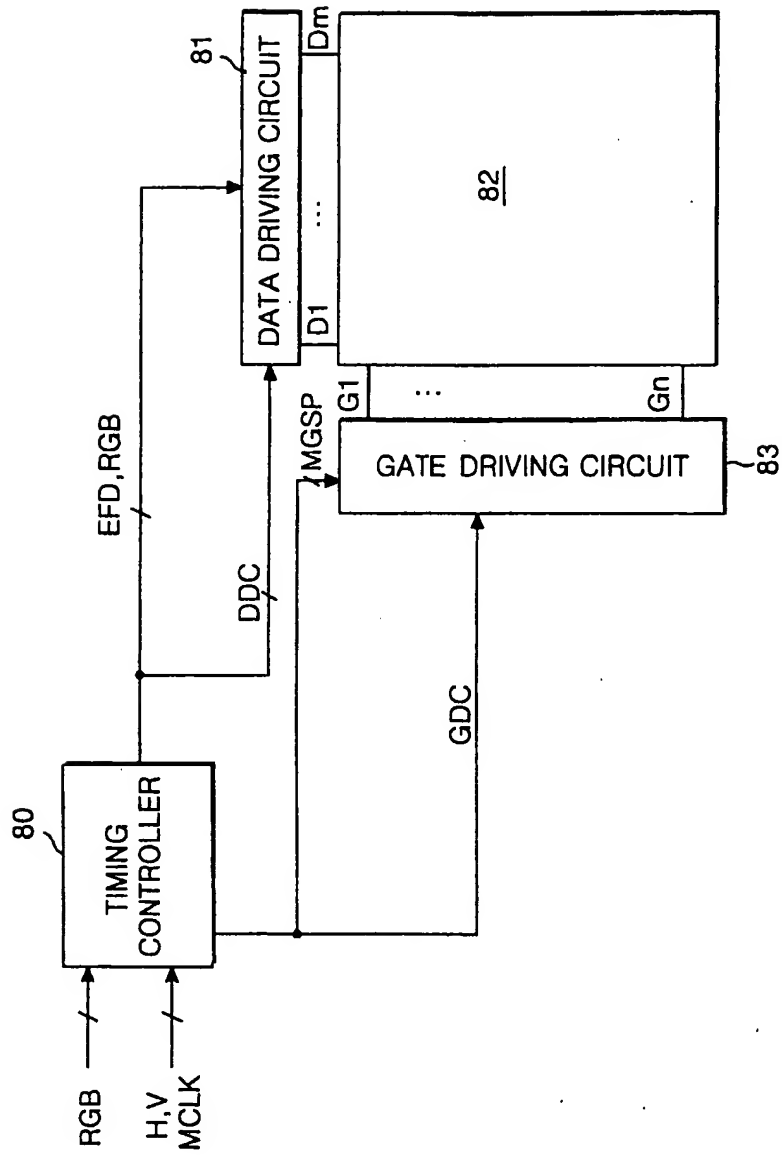 80
TIMING
CONTROLLER
RGB
H,V
MCLK
EFD,RGB
DDC
MGSP
GDC
81
DATA DRIVING CIRCUIT
D1
...
Dm
82
G1
...
Gn
GATE DRIVING CIRCUIT
83